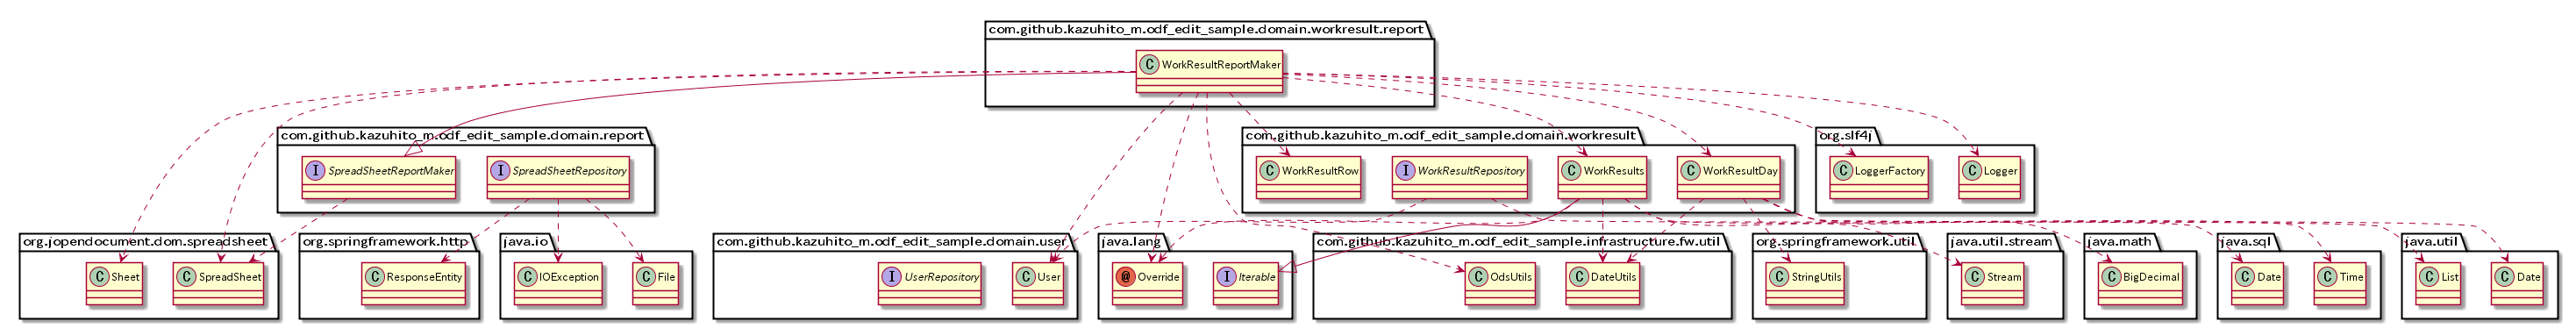 com.github.kazuhito_m.odf_edit_sample.domain.workresult.report
C WorkResultReportMaker
com.github.kazuhito_m.odf_edit_sample.domain.report
I SpreadSheetReportMaker
I SpreadSheetRepository
com.github.kazuhito_m.odf_edit_sample.domain.workresult
C WorkResultRow
I WorkResultRepository
C WorkResults
C WorkResultDay
org.slf4j
C LoggerFactory
C Logger
org.jopendocument.dom.spreadsheet
C Sheet
C SpreadSheet
org.springframework.http
C ResponseEntity
java.io
C IOException
C File
com.github.kazuhito_m.odf_edit_sample.domain.user
I UserRepository
C User
java.lang
@ Override
I Iterable
com.github.kazuhito_m.odf_edit_sample.infrastructure.fw.util
C OdsUtils
C DateUtils
org.springframework.util
C StringUtils
java.util.stream
C Stream
java.math
C BigDecimal
java.sql
C Date
C Time
java.util
C List
C Date